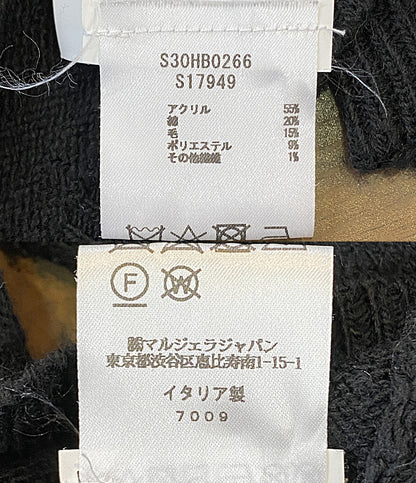 S30HB0266
S17949
アクリル 55%
綿 20%
毛 15%
ポリエステル 9%
その他繊維 1%
F W
㈱マルジェラジャパン
東京都渋谷区恵比寿南1-15-1
イタリア製
7009